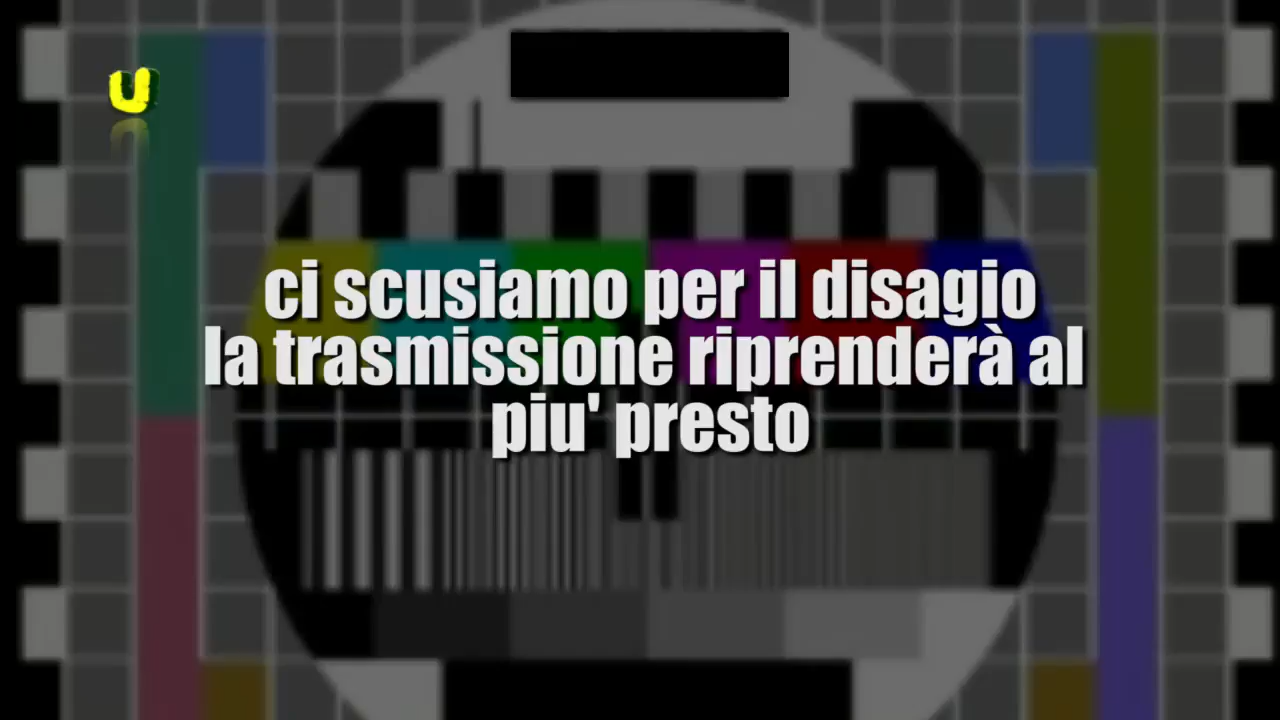 U
ci scusiamo per il disagio
la trasmissione riprenderà al
piu' presto